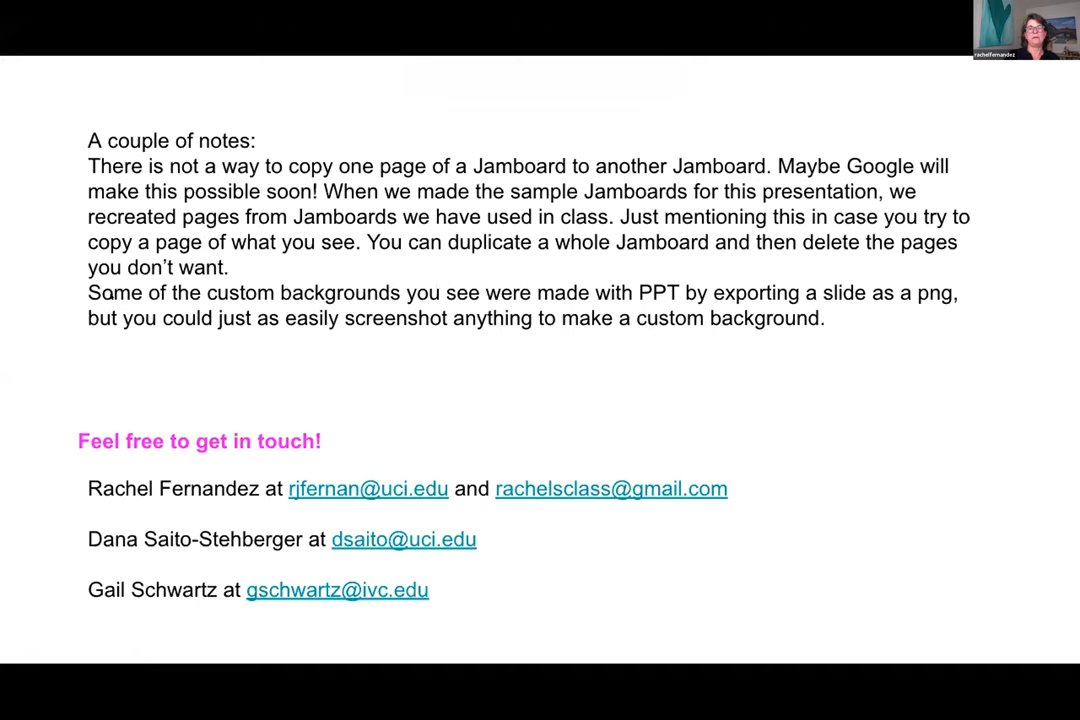 rachelfernandez
A couple of notes:
There is not a way to copy one page of a Jamboard to another Jamboard. Maybe Google will
make this possible soon! When we made the sample Jamboards for this presentation, we
recreated pages from Jamboards we have used in class. Just mentioning this in case you try to
copy a page of what you see. You can duplicate a whole Jamboard and then delete the pages
you don’t want.
Some of the custom backgrounds you see were made with PPT by exporting a slide as a png,
but you could just as easily screenshot anything to make a custom background.
Feel free to get in touch!
Rachel Fernandez at rjfernan@uci.edu and rachelsclass@gmail.com
Dana Saito-Stehberger at dsaito@uci.edu
Gail Schwartz at gschwartz@ivc.edu